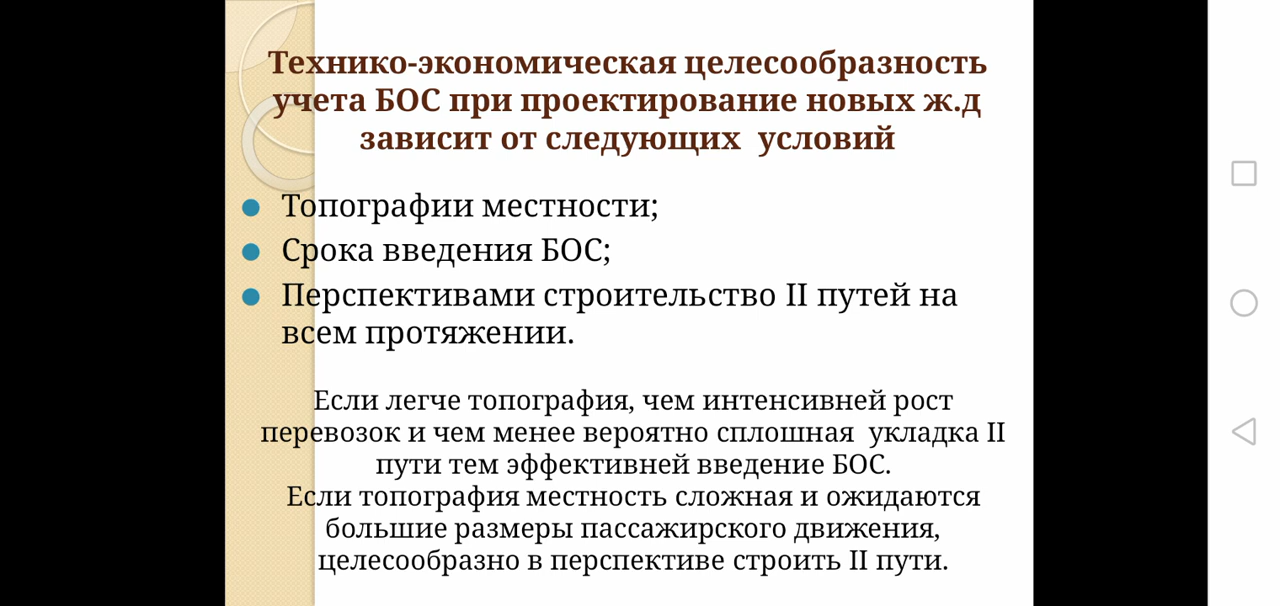 Технико-экономическая целесообразность
учета БОС при проектирование новых ж.д
зависит от следующих условий
Топографии местности;
Срока введения БОС;
Перспективами строительство II путей на
всем протяжении.
Если легче топография, чем интенсивней рост
перевозок и чем менее вероятно сплошная укладка II
пути тем эффективней введение БОС.
Если топография местность сложная и ожидаются
большие размеры пассажирского движения,
целесообразно в перспективе строить II пути.